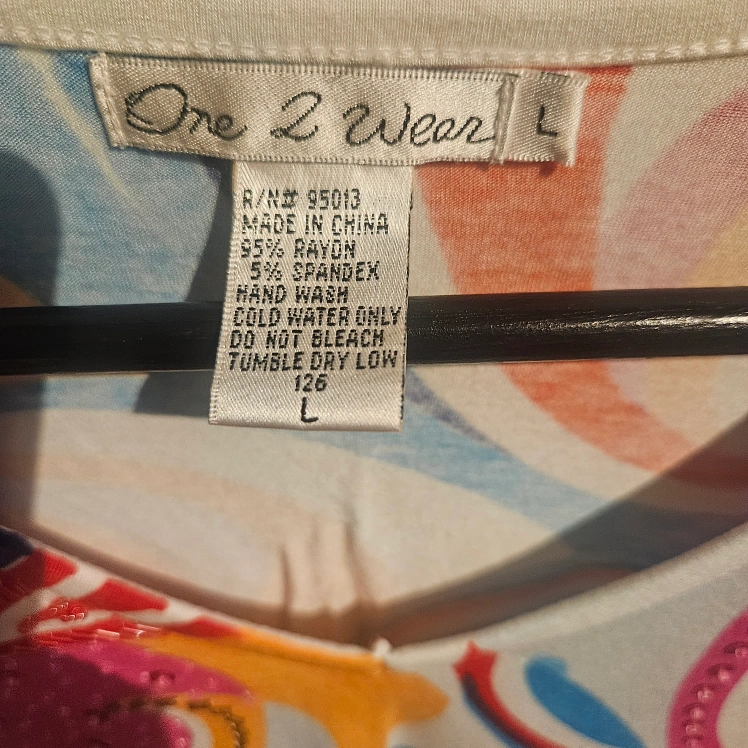 One 2 Wear L
R/N# 95013
MADE IN CHINA
95% RAYON
5% SPANDEX
HAND WASH
COLD WATER ONLY
DO NOT BLEACH
TUMBLE DRY LOW
126
L